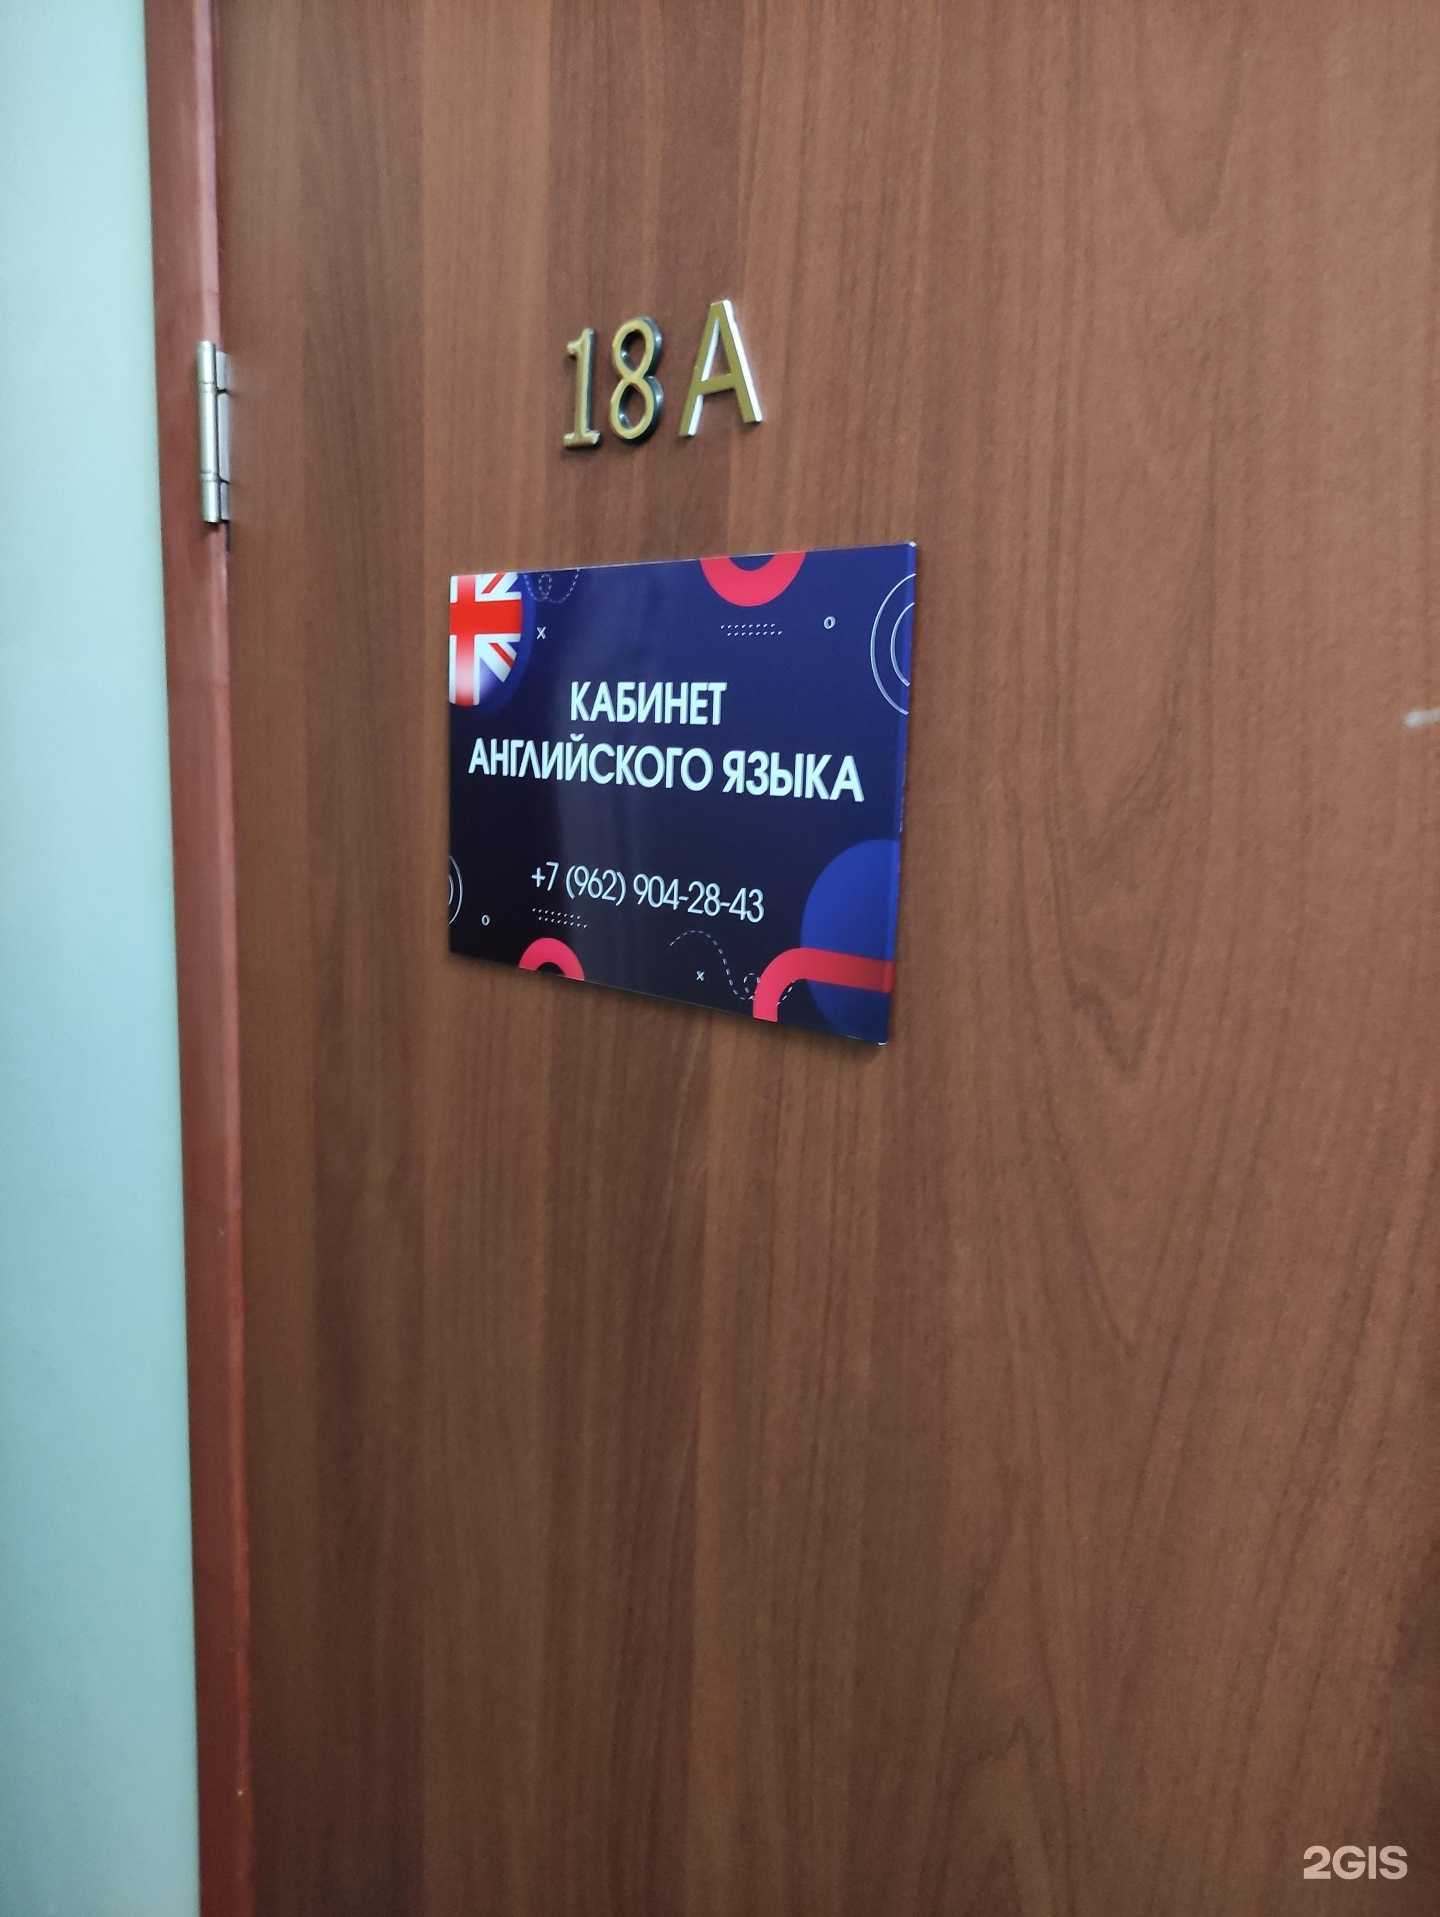 18А
КАБИНЕТ
АНГЛИЙСКОГО ЯЗЫКА
+7 (962) 904-28-43
2GIS